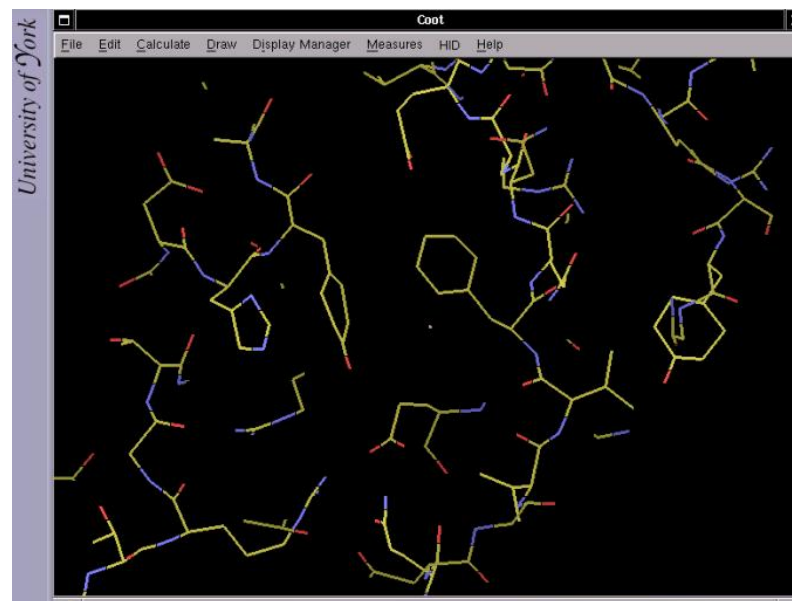 University of York
Coot
File Edit Calculate Draw Display Manager Measures HID Help